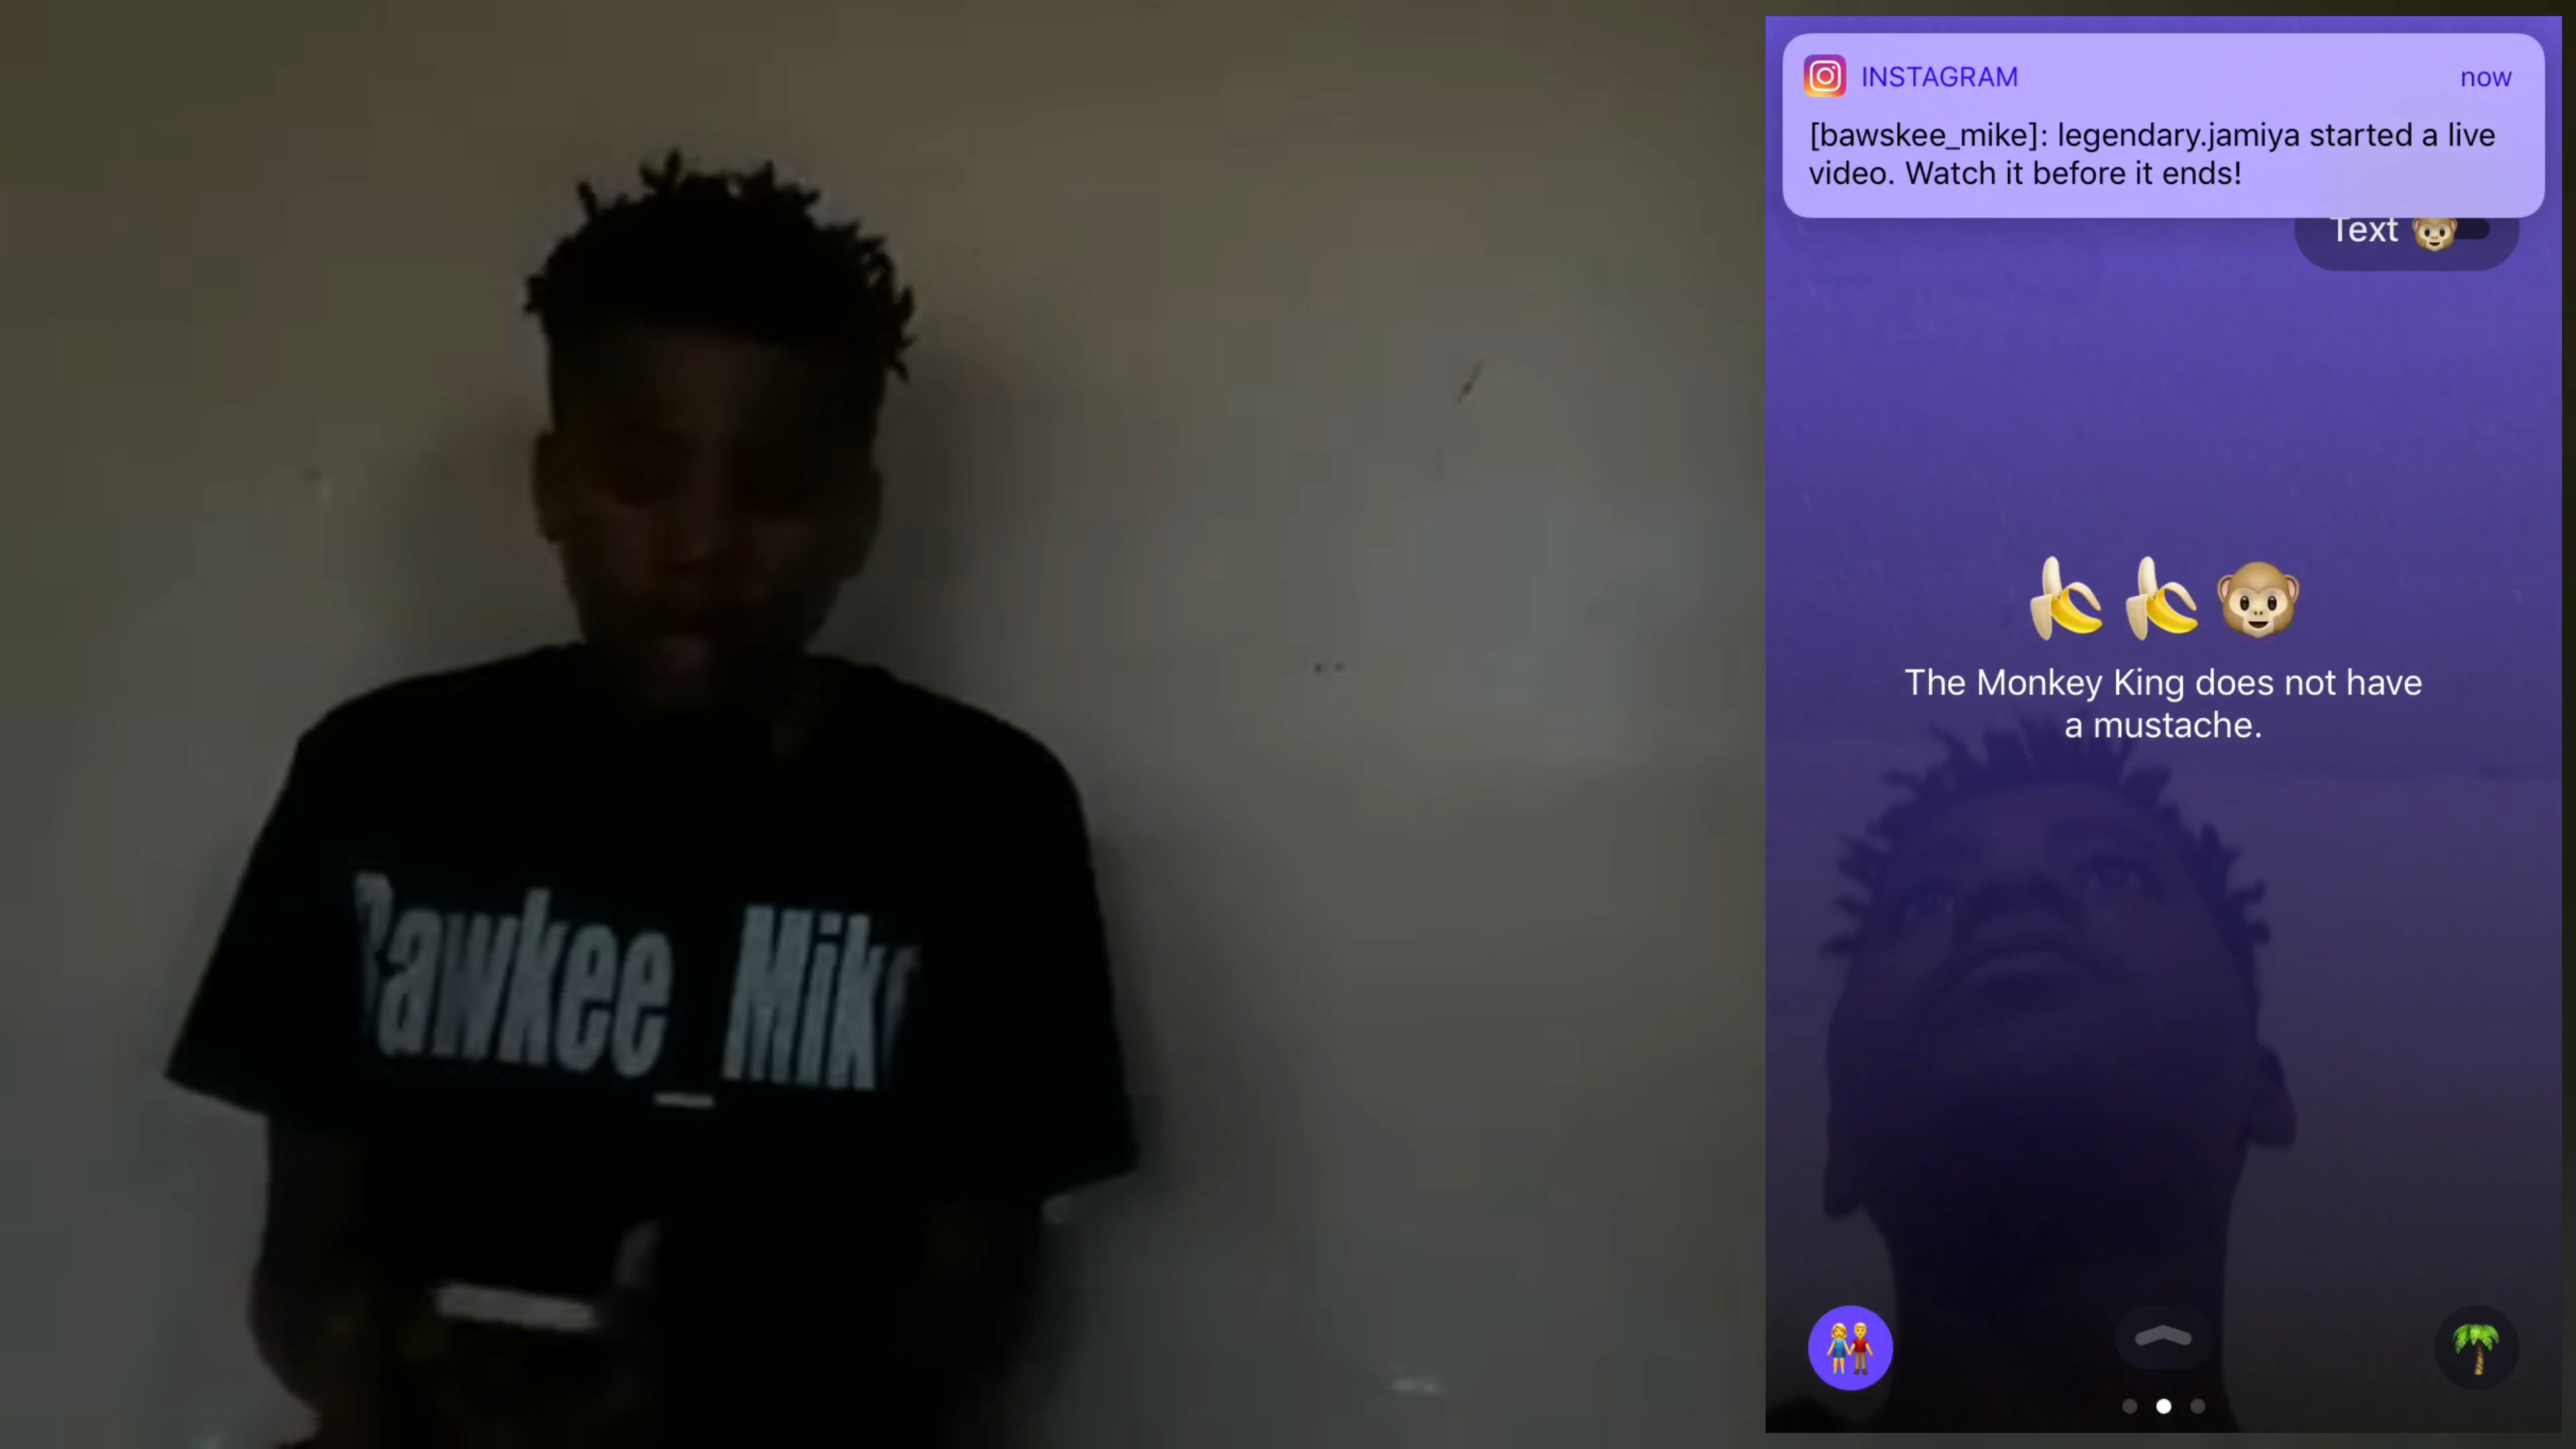 INSTAGRAM now
[bawskee_mike]: legendary.jamiya started a live
video. Watch it before it ends!
Text
The Monkey King does not have
a mustache.
Bawkee_Mike